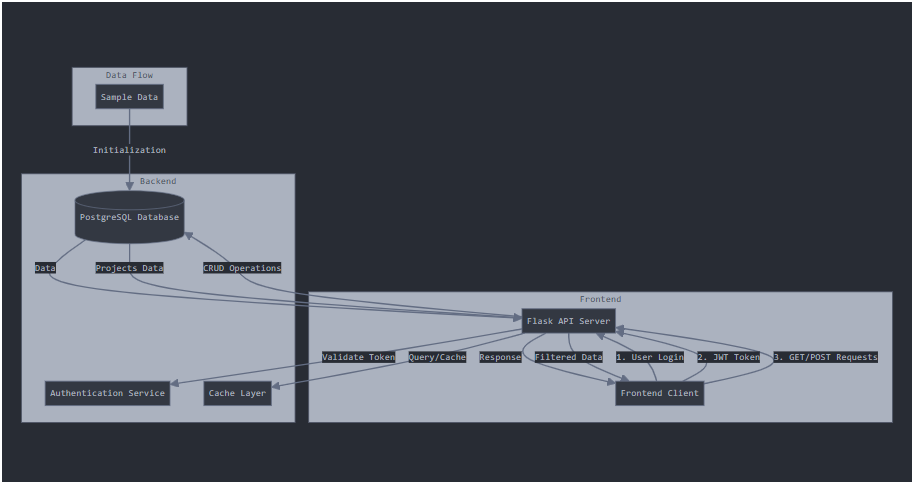 Data Flow
Sample Data
Initialization
Backend
PostgreSQL Database
Data
Projects Data
CRUD Operations
Frontend
Flask API Server
Validate Token
Query/Cache
Response
Filtered Data
1. User Login
2. JWT Token
3. GET/POST Requests
Authentication Service
Cache Layer
Frontend Client